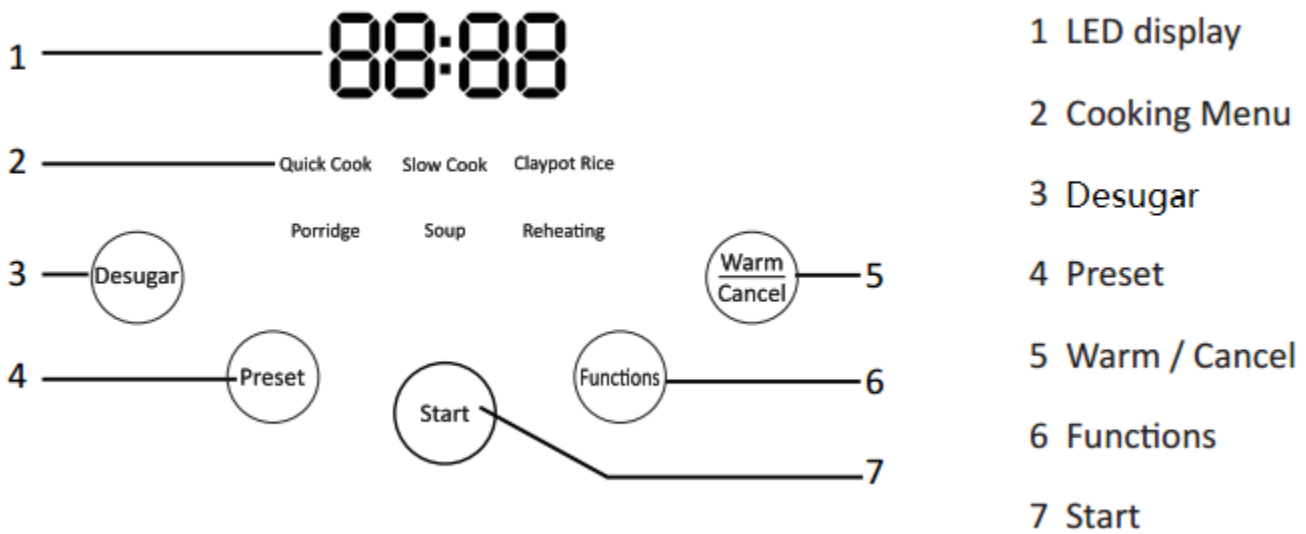 88:88
1
2
Quick Cook Slow Cook Claypot Rice
Porridge Soup Reheating
3
Desugar
Warm
Cancel
5
4
Preset
Functions
6
Start
7
1 LED display
2 Cooking Menu
3 Desugar
4 Preset
5 Warm / Cancel
6 Functions
7 Start